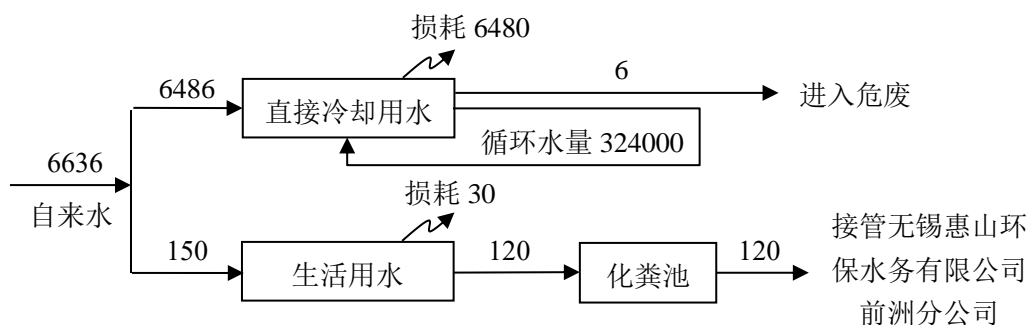 损耗 6480
6486
直接冷却用水
6
进入危废
循环水量 324000
6636
自来水
损耗 30
150
生活用水
120
化粪池
120
接管无锡惠山环
保水务有限公司
前洲分公司